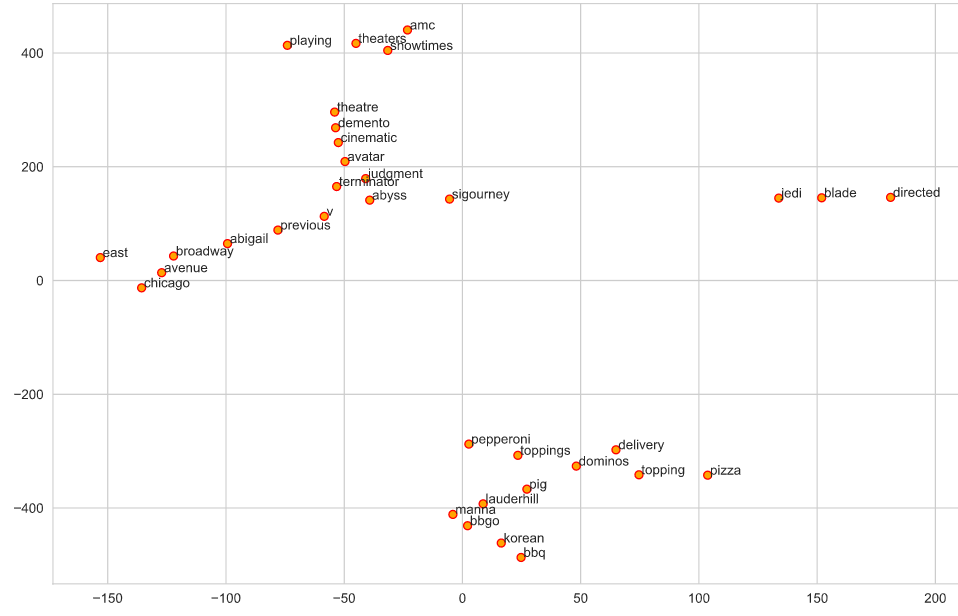 amc
playing
theaters
showtimes
400
theatre
demento
cinematic
avatar
judgment
terminator
200
abyss
sigourney
jedi
blade
directed
v
previous
abigail
east
broadway
avenue
chicago
0
−200
pepperoni
toppings
delivery
dominos
topping
pizza
pig
lauderhill
−400
manna
bbgo
korean
bbq
−150
−100
−50
0
50
100
150
200